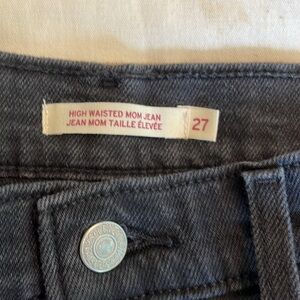 HIGH WAISTED MOM JEAN
JEAN MOM TAILLE ÉLEVÉE
27